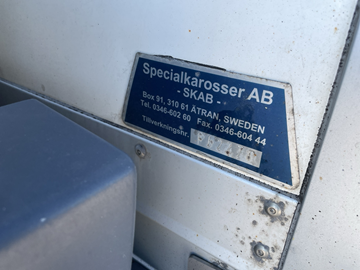 Specialkarosser AB
- SKAB -
Box 91, 310 61 ÄTRAN, SWEDEN
Tel. 0346-602 60 Fax. 0346-604 44
Tillverkningsnr.